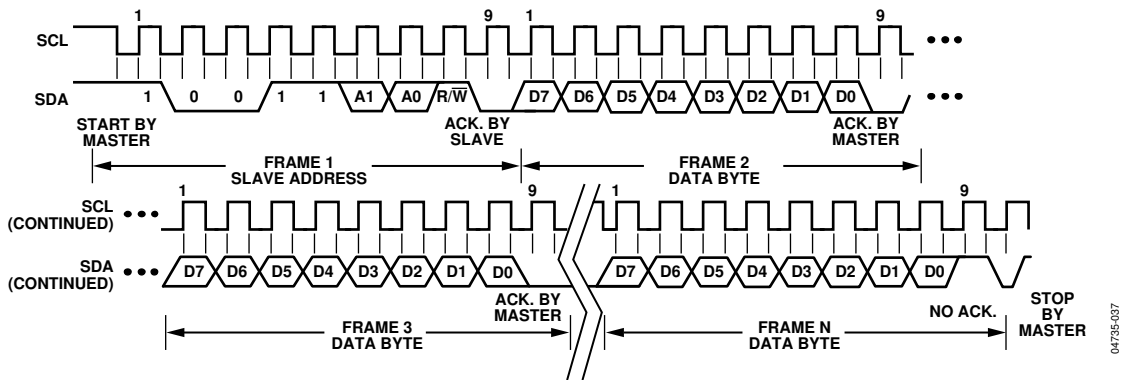 1 9 1 9
SCL
SDA 1 0 0 1 1 A1 A0 R/W̅ D7 D6 D5 D4 D3 D2 D1 D0
START BY MASTER
ACK. BY SLAVE
ACK. BY MASTER
FRAME 1
SLAVE ADDRESS
FRAME 2
DATA BYTE
1 9 1 9
SCL
(CONTINUED)
SDA
(CONTINUED)
D7 D6 D5 D4 D3 D2 D1 D0 D7 D6 D5 D4 D3 D2 D1 D0
ACK. BY MASTER
NO ACK.
STOP BY MASTER
FRAME 3
DATA BYTE
FRAME N
DATA BYTE
04735-037